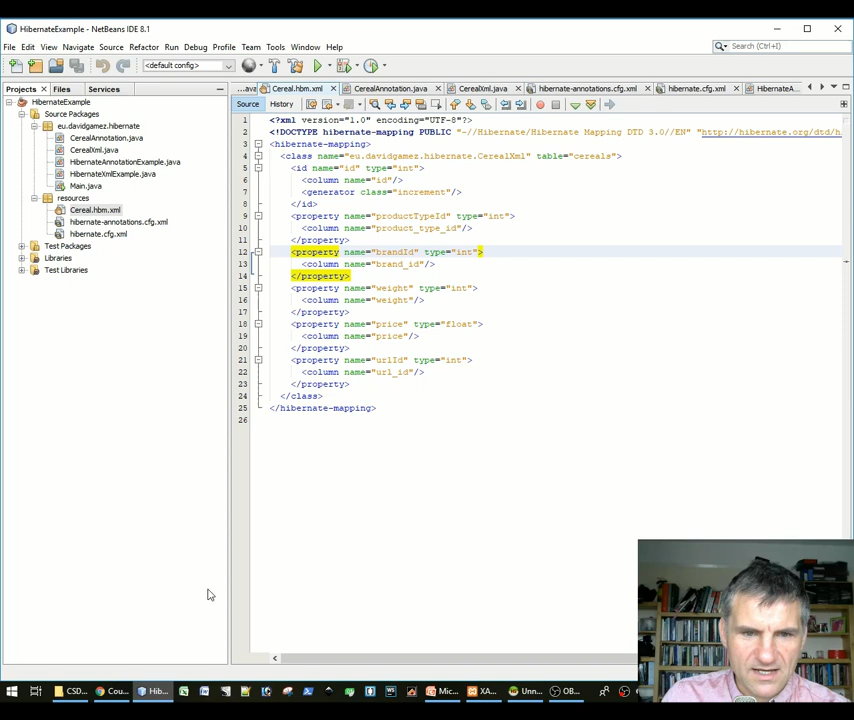 HibernateExample - NetBeans IDE 8.1
File Edit View Navigate Source Refactor Run Debug Profile Team Tools Window Help
Search (Ctrl+I)
<default config>
Projects Files Services
...ava Cereal.hbm.xml CerealAnnotation.java CerealXml.java hibernate-annotations.cfg.xml hibernate.cfg.xml HibernateA...
Source History
HibernateExample
Source Packages
eu.davidgamez.hibernate
CerealAnnotation.java
CerealXml.java
HibernateAnnotationExample.java
HibernateXmlExample.java
Main.java
resources
Cereal.hbm.xml
hibernate-annotations.cfg.xml
hibernate.cfg.xml
Test Packages
Libraries
Test Libraries
1 <?xml version="1.0" encoding="UTF-8"?>
2 <!DOCTYPE hibernate-mapping PUBLIC "-//Hibernate/Hibernate Mapping DTD 3.0//EN" "http://hibernate.org/dtd/h
3 <hibernate-mapping>
4 <class name="eu.davidgamez.hibernate.CerealXml" table="cereals">
5 <id name="id" type="int">
6 <column name="id"/>
7 <generator class="increment"/>
8 </id>
9 <property name="productTypeId" type="int">
10 <column name="product_type_id"/>
11 </property>
12 <property name="brandId" type="int">
13 <column name="brand_id"/>
14 </property>
15 <property name="weight" type="int">
16 <column name="weight"/>
17 </property>
18 <property name="price" type="float">
19 <column name="price"/>
20 </property>
21 <property name="urlId" type="int">
22 <column name="url_id"/>
23 </property>
24 </class>
25 </hibernate-mapping>
26
CSD... Cou... Hib... Mic... XA... Unn... OB...